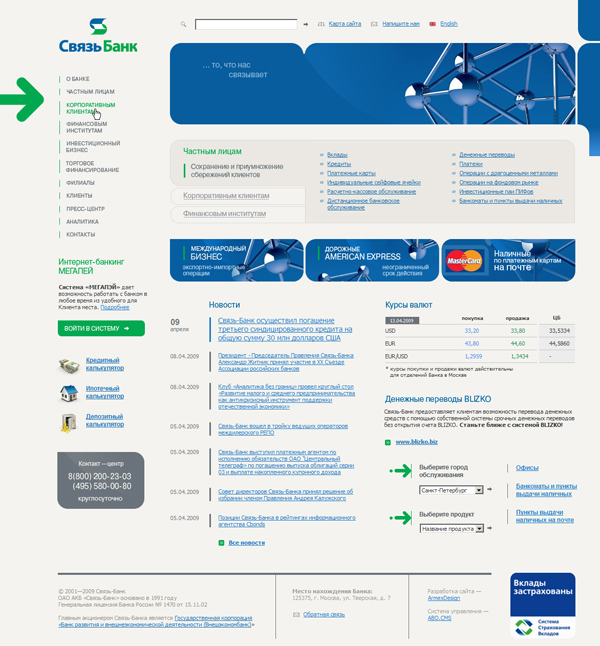 Карта сайта
Напишите нам
English
СвязьБанк
... то, что нас
связывает
О БАНКЕ
ЧАСТНЫМ ЛИЦАМ
КОРПОРАТИВНЫМ
КЛИЕНТАМ
ФИНАНСОВЫМ
ИНСТИТУТАМ
ИНВЕСТИЦИОННЫЙ
БИЗНЕС
ТОРГОВОЕ
ФИНАНСИРОВАНИЕ
ФИЛИАЛЫ
КЛИЕНТЫ
ПРЕСС-ЦЕНТР
АНАЛИТИКА
КОНТАКТЫ
Частным лицам
Сохранение и приумножение
сбережений клиентов
Корпоративным клиентам
Финансовым институтам
Вклады
Кредиты
Платежные карты
Индивидуальные сейфовые ячейки
Расчетно-кассовое обслуживание
Дистанционное банковское
обслуживание
Денежные переводы
Платежи
Операции с драгоценными металлами
Операции на фондовом рынке
Инвестиционные паи ПИФов
Банкоматы и пункты выдачи наличных
МЕЖДУНАРОДНЫЙ
БИЗНЕС
экспортно-импортные
операции
ДОРОЖНЫЕ
AMERICAN EXPRESS
неограниченный
срок действия
MasterCard
Наличные
по платежным картам
на почте
Интернет-банкинг
МЕГАПЕЙ
Система «МЕГАПЭЙ» дает
возможность работать с банком в
любое время из удобного для
Клиента места. Подробнее
ВОЙТИ В СИСТЕМУ
Кредитный
калькулятор
Ипотечный
калькулятор
Депозитный
калькулятор
Контакт—центр
8(800) 200-23-03
(495) 580-00-80
круглосуточно
Новости
09
апреля
Связь-Банк осуществил погашение
третьего синдицированного кредита на
общую сумму 30 млн долларов США
08.04.2009
Президент - Председатель Правления Связь-Банка
Александр Житник принял участие в XX Съезде
Ассоциации российских банков
08.04.2009
Клуб «Аналитика без границ» провел круглый стол
«Развитие малого и среднего предпринимательства
как антикризисный инструмент поддержки
отечественной экономики»
05.04.2009
Связь-Банк вошел в тройку ведущих операторов
междилерского РЕПО
05.04.2009
Связь-Банк выступил платежным агентом по
исполнению обязательств ОАО "Центральный
телеграф» по погашению выпуска облигаций серии
03 и выплате накопленного купонного дохода
05.04.2009
Совет директоров Связь-Банка принял решение об
избрании членом Правления Андрея Калужского
05.04.2009
Позиции Связь-Банка в рейтингах информационного
агентства Cbonds
Все новости
Курсы валют
13.04.2009 покупка продажа ЦБ
USD 33,20 33,80 33,5334
EUR 43,80 44,60 44,5860
EUR/USD 1,2959 1,3434 -
* курсы покупки и продажи валют действительны
для отделений Банка в Москве
Денежные переводы BLIZKO
Связь-Банк предоставляет клиентам возможность перевода денежных
средств с помощью собственной системы срочных денежных переводов
без открытия счета BLIZKO. Станьте ближе с системой BLIZKO!
www.blizko.biz
Выберите город
обслуживания
Санкт-Петербург
Выберите продукт
Название продукта
Офисы
Банкоматы и пункты
выдачи наличных
Пункты выдачи
наличных на почте
© 2001—2009 Связь-Банк.
ОАО АКБ «Связь-Банк» основано в 1991 году
Генеральная лицензия Банка России № 1470 от 15.11.02
Главным акционером Связь-Банка является Государственная корпорация
«Банк развития и внешнеэкономической деятельности (Внешэкономбанк)»
Место нахождения Банка:
125375, г. Москва, ул. Тверская, д. 7
Обратная связь
Разработка сайта —
ArmexDesign
Система управления —
ABO.CMS
Вклады
застрахованы
Система
Страхования
Вкладов